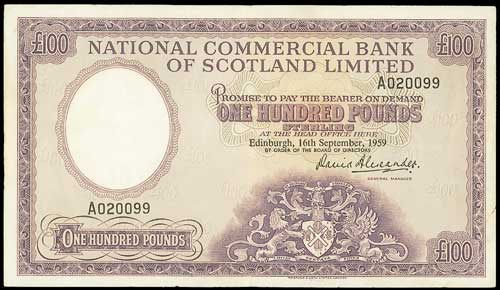 £100
£100
NATIONAL COMMERCIAL BANK
OF SCOTLAND LIMITED
A020099
PROMISE TO PAY THE BEARER ON DEMAND
ONE HUNDRED POUNDS
STERLING
AT THE HEAD OFFICE HERE
Edinburgh, 16th September, 1959
BY ORDER OF THE BOARD OF DIRECTORS
David Alexander
GENERAL MANAGER
A020099
ONE HUNDRED POUNDS
£100